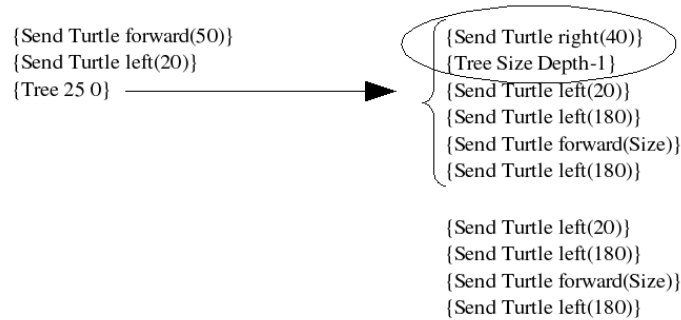 {Send Turtle forward(50)}
{Send Turtle left(20)}
{Tree 25 0}
{Send Turtle right(40)}
{Tree Size Depth-1}
{Send Turtle left(20)}
{Send Turtle left(180)}
{Send Turtle forward(Size)}
{Send Turtle left(180)}
{Send Turtle left(20)}
{Send Turtle left(180)}
{Send Turtle forward(Size)}
{Send Turtle left(180)}